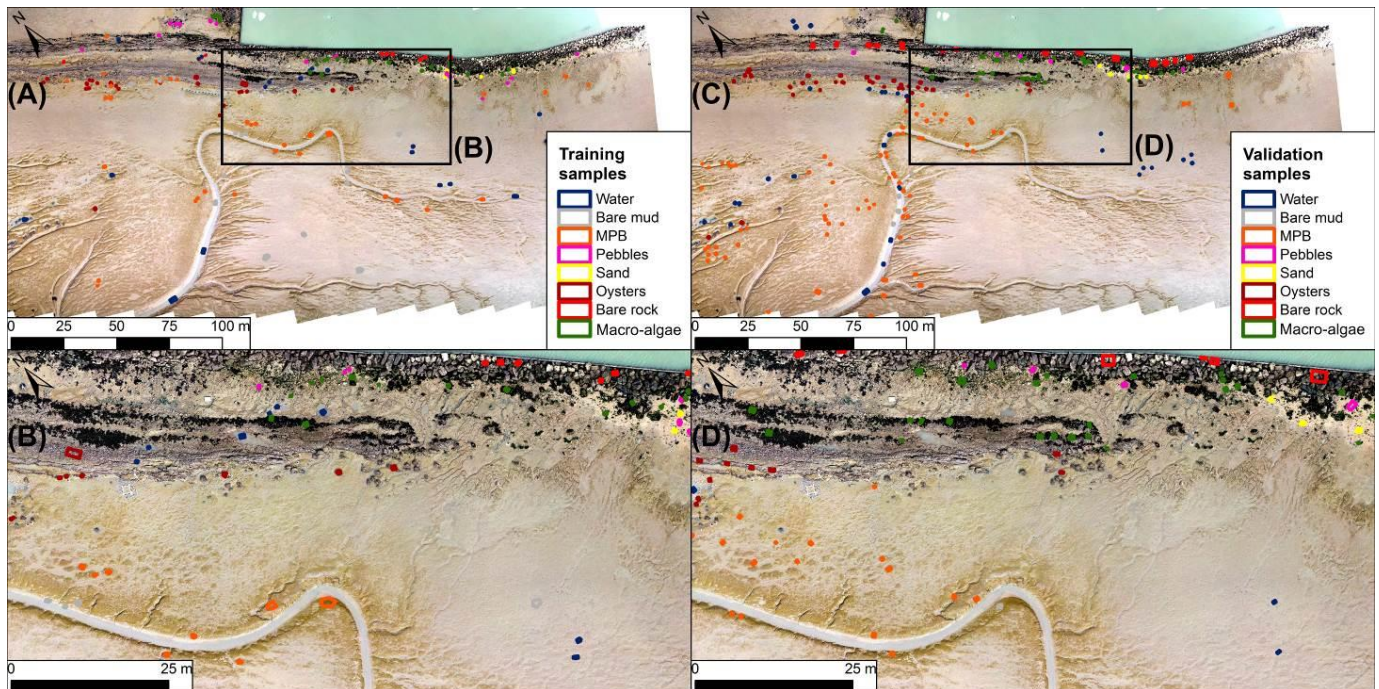 N
(A)
(B)
Training
samples
Water
Bare mud
MPB
Pebbles
Sand
Oysters
Bare rock
Macro-algae
0 25 50 75 100 m
N
(C)
(D)
Validation
samples
Water
Bare mud
MPB
Pebbles
Sand
Oysters
Bare rock
Macro-algae
0 25 50 75 100 m
N
(B)
0 25 m
N
(D)
0 25 m